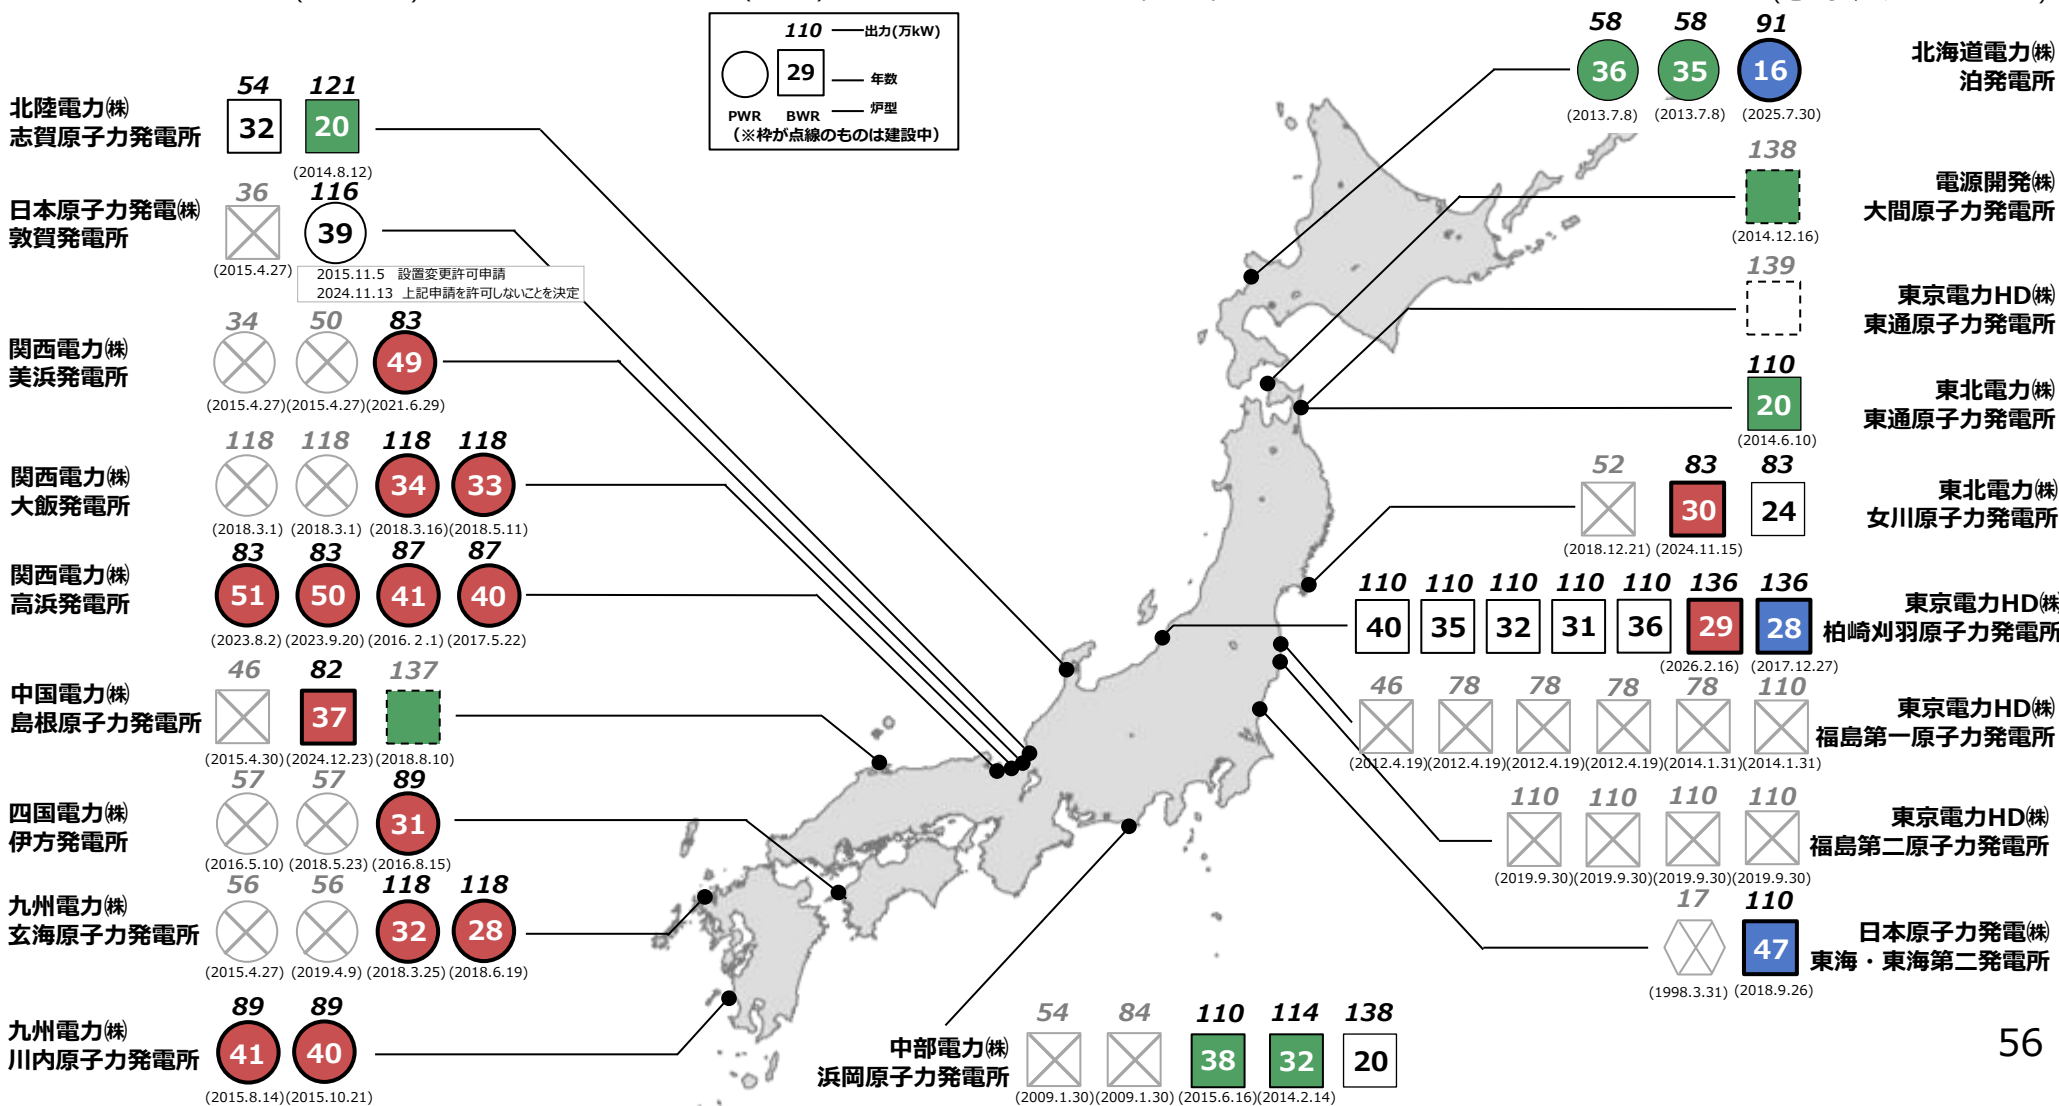 110 出力(万kW)
29 年数
PWR BWR 炉型
(※枠が点線のものは建設中)
北陸電力㈱
志賀原子力発電所
54 121
32 20
(2014.8.12)
日本原子力発電㈱
敦賀発電所
36 116
39
(2015.4.27)
2015.11.5 設置変更許可申請
2024.11.13 上記申請を許可しないことを決定
関西電力㈱
美浜発電所
34 50 83
49
(2015.4.27)(2015.4.27)(2021.6.29)
関西電力㈱
大飯発電所
118 118 118 118
34 33
(2018.3.1) (2018.3.1) (2018.3.16)(2018.5.11)
関西電力㈱
高浜発電所
83 83 87 87
51 50 41 40
(2023.8.2)(2023.9.20)(2016.2.1)(2017.5.22)
中国電力㈱
島根原子力発電所
46 82 137
37
(2015.4.30)(2024.12.23)(2018.8.10)
四国電力㈱
伊方発電所
57 57 89
31
(2016.5.10)(2018.5.23)(2016.8.15)
九州電力㈱
玄海原子力発電所
56 56 118 118
32 28
(2015.4.27) (2019.4.9) (2018.3.25)(2018.6.19)
九州電力㈱
川内原子力発電所
89 89
41 40
(2015.8.14)(2015.10.21)
北海道電力㈱
泊発電所
58 58 91
36 35 16
(2013.7.8) (2013.7.8) (2025.7.30)
電源開発㈱
大間原子力発電所
138
(2014.12.16)
東京電力HD㈱
東通原子力発電所
139
東北電力㈱
東通原子力発電所
110
20
(2014.6.10)
東北電力㈱
女川原子力発電所
52 83 83
30 24
(2018.12.21) (2024.11.15)
東京電力HD㈱
柏崎刈羽原子力発電所
110 110 110 110 110 136 136
40 35 32 31 36 29 28
(2026.2.16) (2017.12.27)
東京電力HD㈱
福島第一原子力発電所
46 78 78 78 78 110
(2012.4.19)(2012.4.19)(2012.4.19)(2012.4.19)(2014.1.31)(2014.1.31)
東京電力HD㈱
福島第二原子力発電所
110 110 110 110
(2019.9.30)(2019.9.30)(2019.9.30)(2019.9.30)
日本原子力発電㈱
東海・東海第二発電所
17 110
47
(1998.3.31) (2018.9.26)
中部電力㈱
浜岡原子力発電所
54 84 110 114 138
38 32 20
(2009.1.30) (2009.1.30) (2015.6.16)(2014.2.14)
56